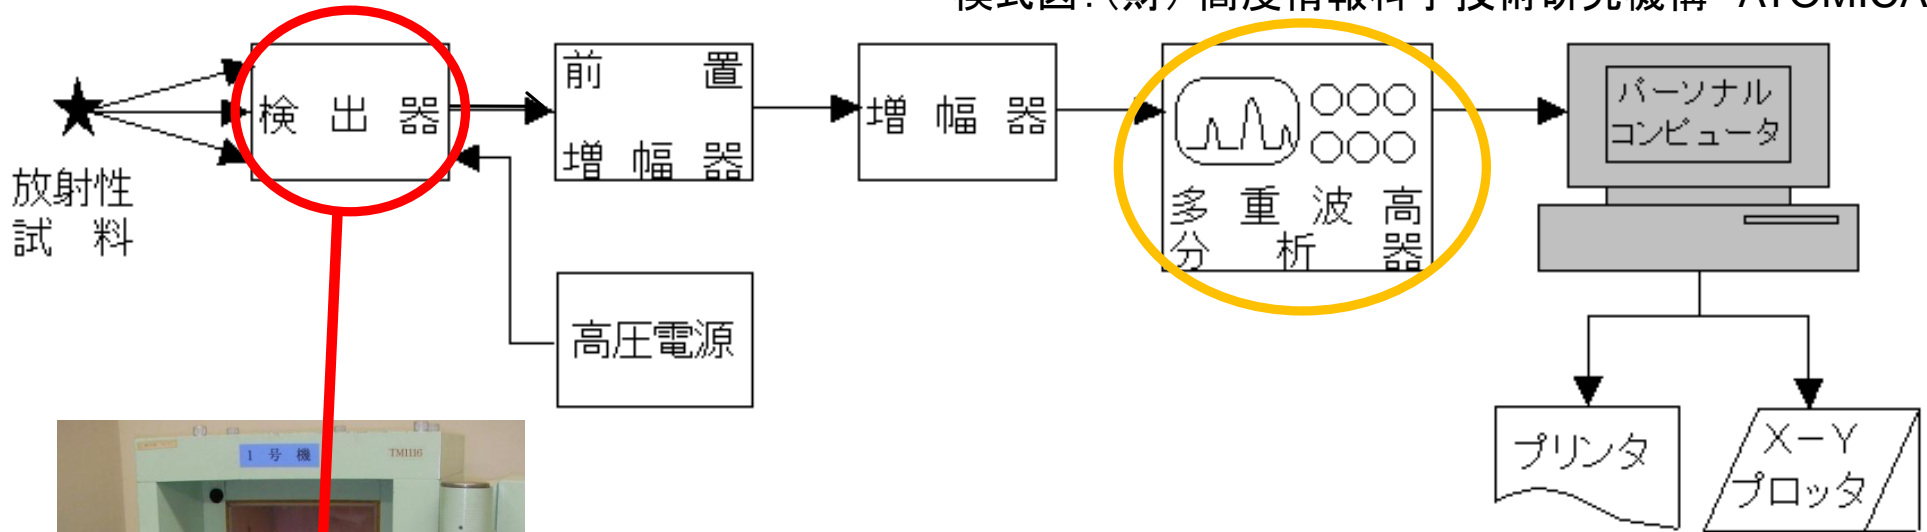 模式図：（財）高度情報科学技術研究機構 ATOMICA
放射性
試料
検出器
前置
増幅器
増幅器
多重波高
分析器
パーソナル
コンピュータ
高圧電源
プリンタ
X－Y
プロッタ
1 号 機
TM1116